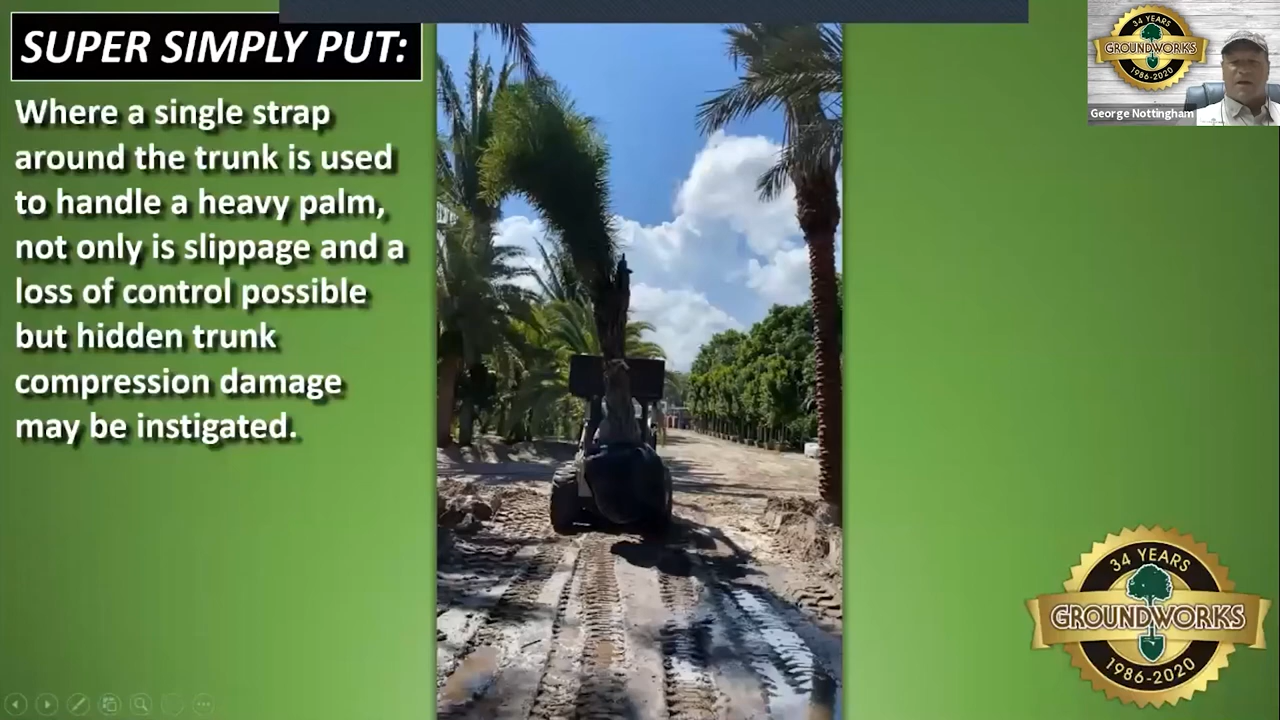 SUPER SIMPLY PUT:
Where a single strap
around the trunk is used
to handle a heavy palm,
not only is slippage and a
loss of control possible
but hidden trunk
compression damage
may be instigated.
34 YEARS
GROUNDWORKS
1986-2020
George Nottingham
34 YEARS
GROUNDWORKS
1986-2020